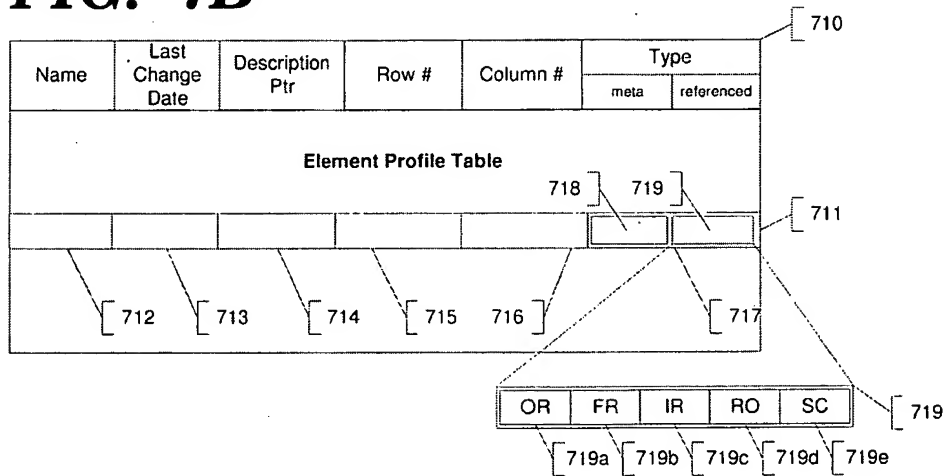 FIG. 7B
710
Name
Last
Change
Date
Description
Ptr
Row #
Column #
Type
meta
referenced
Element Profile Table
718
719
711
712
713
714
715
716
717
OR
FR
IR
RO
SC
719
719a
719b
719c
719d
719e